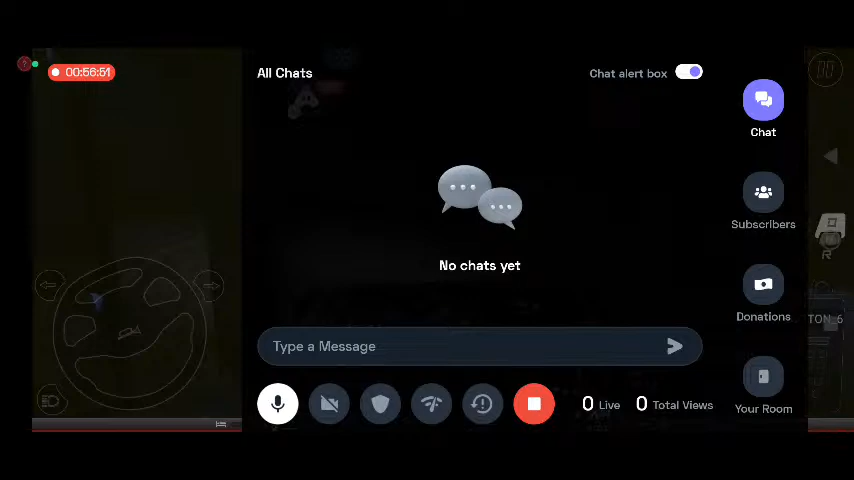 00:56:51
All Chats
Chat alert box
Chat
Subscribers
No chats yet
Donations
TON_6
Type a Message
0 Live
0 Total Views
Your Room
R